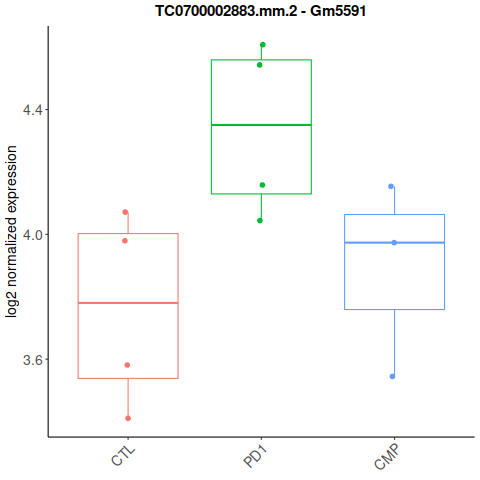 TC0700002883.mm.2 - Gm5591
log2 normalized expression
4.4
4.0
3.6
CTL
PD1
CMP